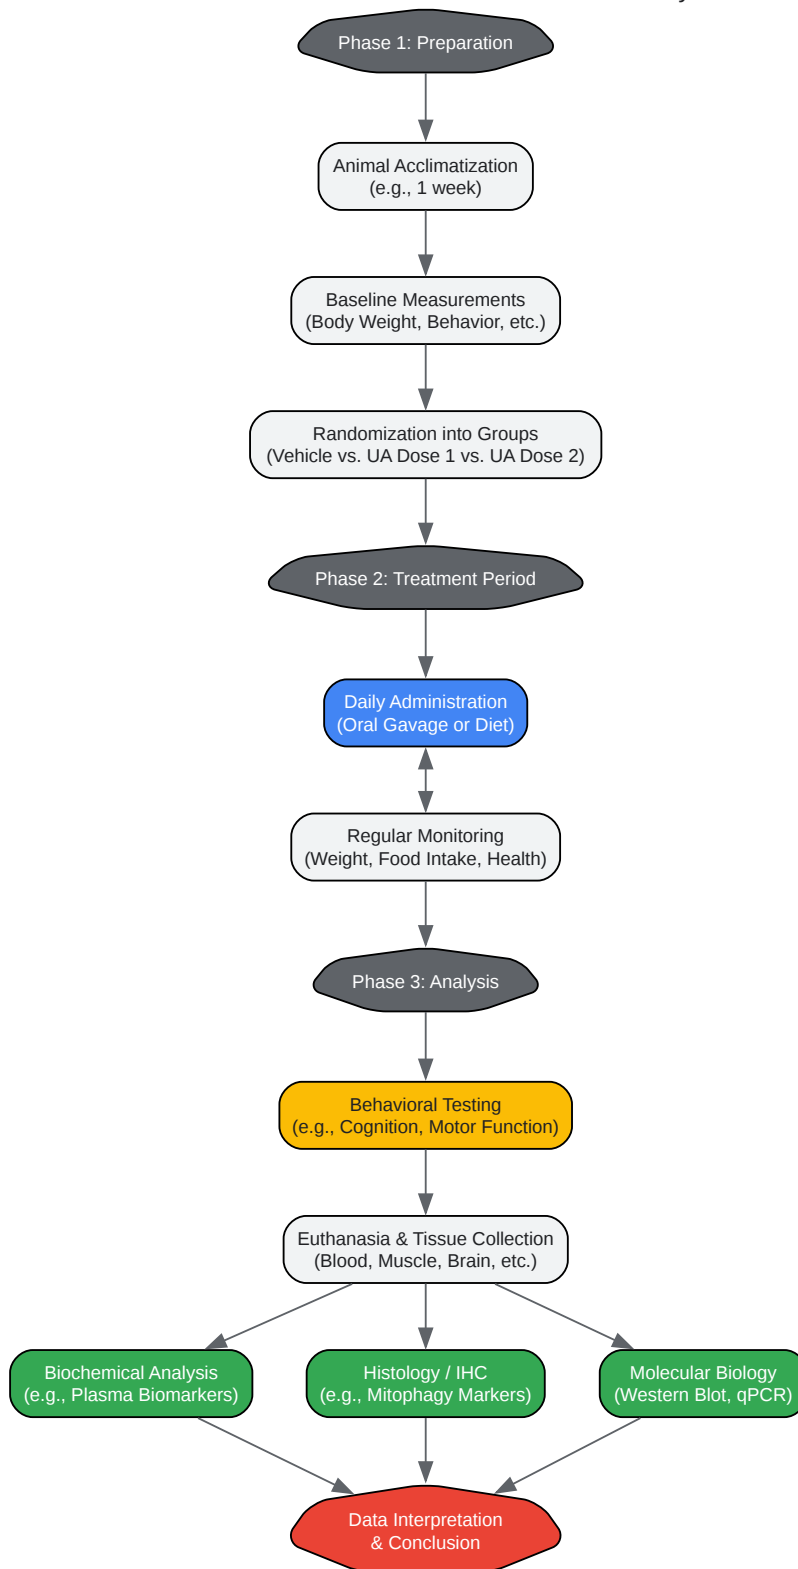 Phase 1: Preparation
Animal Acclimatization
(e.g., 1 week)
Baseline Measurements
(Body Weight, Behavior, etc.)
Randomization into Groups
(Vehicle vs. UA Dose 1 vs. UA Dose 2)
Phase 2: Treatment Period
Daily Administration
(Oral Gavage or Diet)
Regular Monitoring
(Weight, Food Intake, Health)
Phase 3: Analysis
Behavioral Testing
(e.g., Cognition, Motor Function)
Euthanasia & Tissue Collection
(Blood, Muscle, Brain, etc.)
Biochemical Analysis
(e.g., Plasma Biomarkers)
Histology / IHC
(e.g., Mitophagy Markers)
Molecular Biology
(Western Blot, qPCR)
Data Interpretation
& Conclusion